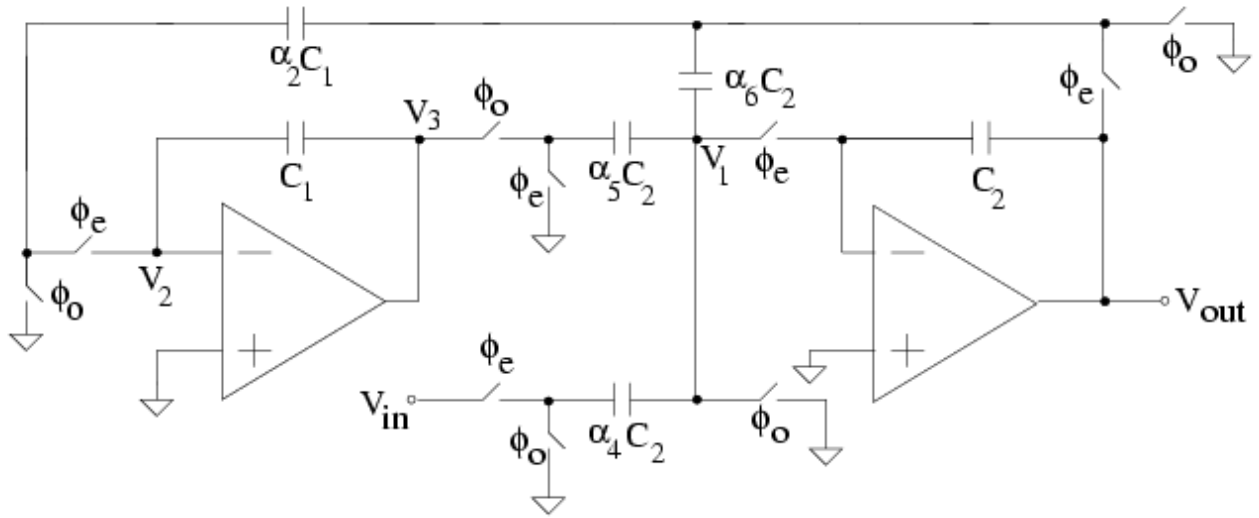 α₂C₁
ϕₒ
α₆C₂
ϕₑ
V₃
ϕₒ
C₁
ϕₑ
α₅C₂
V₁
ϕₑ
C₂
ϕₑ
V₂
ϕₒ
−
−
Vout
+
+
ϕₑ
Vin
ϕₒ
α₄C₂
ϕₒ